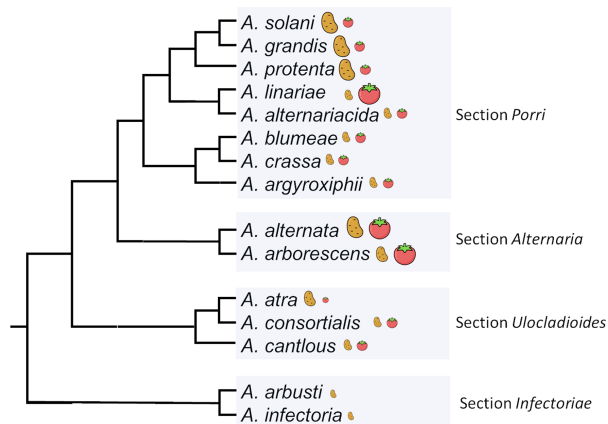 A. solani
A. grandis
A. protenta
A. linariae
A. alternariacida
A. blumeae
A. crassa
A. argyroxiphii
Section Porri
A. alternata
A. arborescens
Section Alternaria
A. atra
A. consortialis
A. cantlous
Section Ulocladioides
A. arbusti
A. infectoria
Section Infectoriae